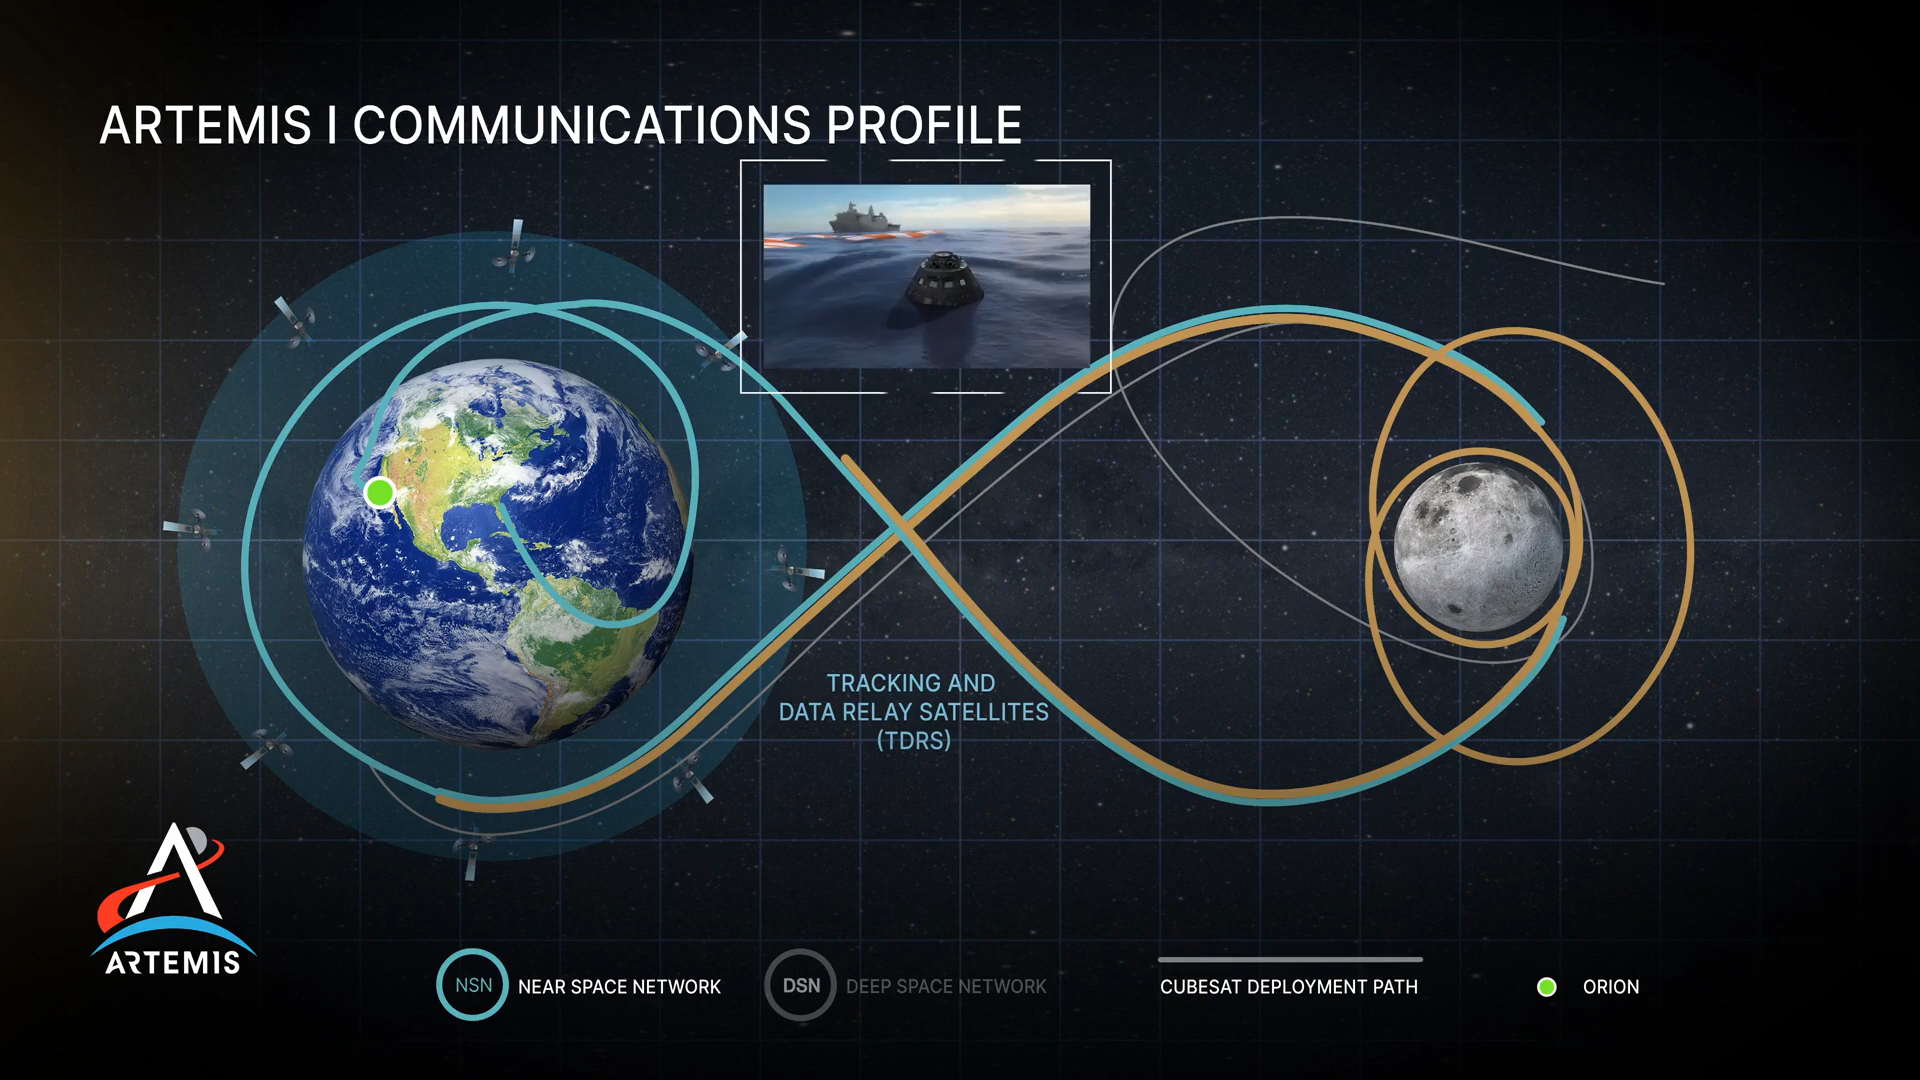 ARTEMIS I COMMUNICATIONS PROFILE
TRACKING AND
DATA RELAY SATELLITES
(TDRS)
ARTEMIS
NSN NEAR SPACE NETWORK
DSN DEEP SPACE NETWORK
CUBESAT DEPLOYMENT PATH
ORION